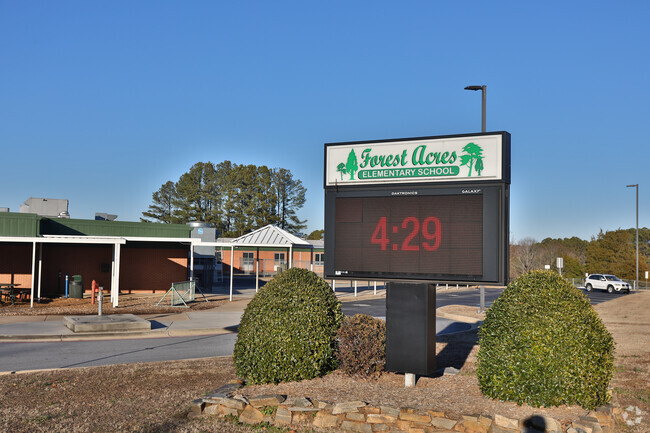 Forest Acres
ELEMENTARY SCHOOL
DAKTRONICS GALAXY
4:29